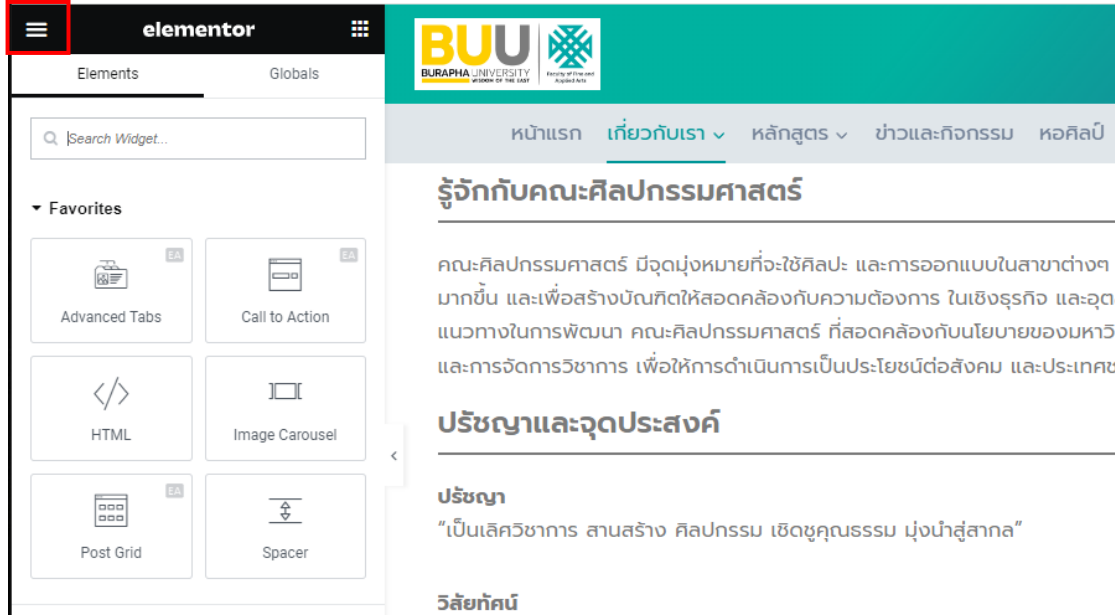 elementor
Elements Globals
Search Widget...
Favorites
EA
Advanced Tabs
EA
Call to Action
HTML
Image Carousel
EA
Post Grid
Spacer
BUU
BURAPHA UNIVERSITY
WISDOM OF THE EAST
Faculty of Fine and
Applied Arts
หน้าแรก เกี่ยวกับเรา หลักสูตร ข่าวและกิจกรรม หอศิลป์
รู้จักกับคณะศิลปกรรมศาสตร์
คณะศิลปกรรมศาสตร์ มีจุดมุ่งหมายที่จะใช้ศิลปะ และการออกแบบในสาขาต่างๆ
มากขึ้น และเพื่อสร้างบัณฑิตให้สอดคล้องกับความต้องการ ในเชิงธุรกิจ และอุต
แนวทางในการพัฒนา คณะศิลปกรรมศาสตร์ ที่สอดคล้องกับนโยบายของมหาวิ
และการจัดการวิชาการ เพื่อให้การดำเนินการเป็นประโยชน์ต่อสังคม และประเทศช
ปรัชญาและจุดประสงค์
ปรัชญา
“เป็นเลิศวิชาการ สานสร้าง ศิลปกรรม เชิดชูคุณธรรม มุ่งนำสู่สากล”
วิสัยทัศน์